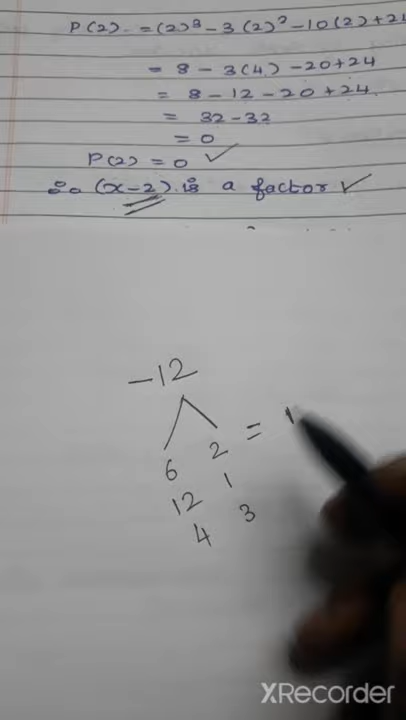 P(2) = (2)³ - 3(2)² - 10(2) + 24
= 8 - 3(4) - 20 + 24
= 8 - 12 - 20 + 24
= 32 - 32
= 0
P(2) = 0 ✓
∴ (x-2) is a factor ✓
-12
6 2 =
12 1
4 3
XRecorder